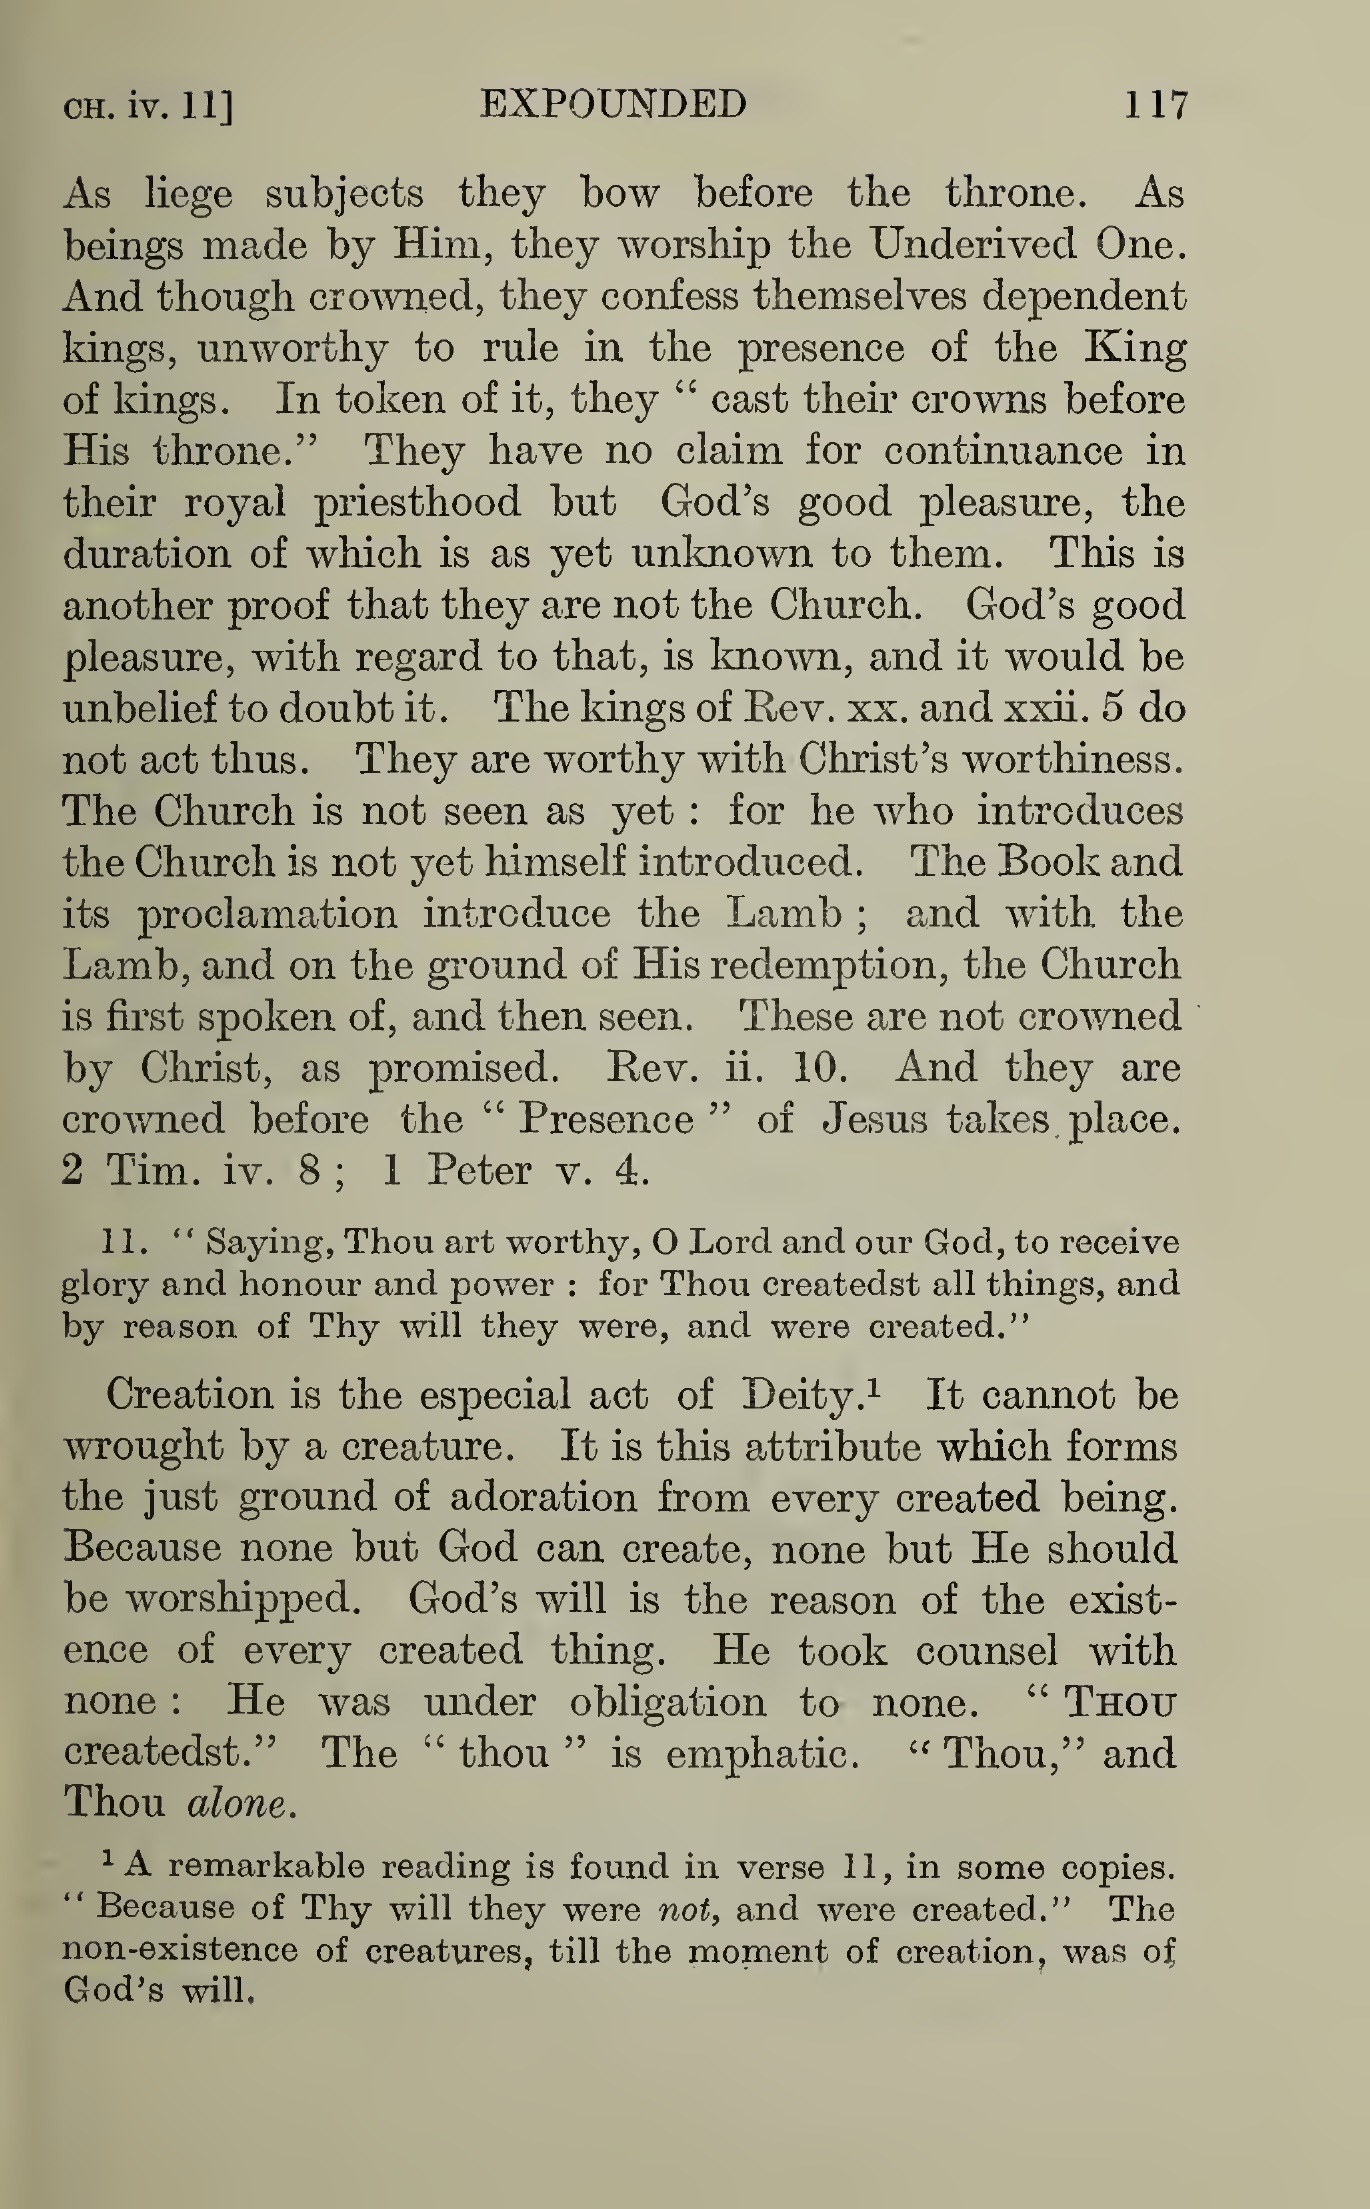 CH. iv. 11] EXPOUNDED 117
As liege subjects they bow before the throne. As
beings made by Him, they worship the Underived One.
And though crowned, they confess themselves dependent
kings, unworthy to rule in the presence of the King
of kings. In token of it, they “ cast their crowns before
His throne.” They have no claim for continuance in
their royal priesthood but God’s good pleasure, the
duration of which is as yet unknown to them. This is
another proof that they are not the Church. God’s good
pleasure, with regard to that, is known, and it would be
unbelief to doubt it. The kings of Rev. xx. and xxii. 5 do
not act thus. They are worthy with Christ’s worthiness.
The Church is not seen as yet : for he who introduces
the Church is not yet himself introduced. The Book and
its proclamation introduce the Lamb ; and with the
Lamb, and on the ground of His redemption, the Church
is first spoken of, and then seen. These are not crowned
by Christ, as promised. Rev. ii. 10. And they are
crowned before the “ Presence ” of Jesus takes place.
2 Tim. iv. 8 ; 1 Peter v. 4.
11. “ Saying, Thou art worthy, O Lord and our God, to receive
glory and honour and power : for Thou createdst all things, and
by reason of Thy will they were, and were created.”
Creation is the especial act of Deity.¹ It cannot be
wrought by a creature. It is this attribute which forms
the just ground of adoration from every created being.
Because none but God can create, none but He should
be worshipped. God’s will is the reason of the exist-
ence of every created thing. He took counsel with
none : He was under obligation to none. “ THOU
createdst.” The “ thou ” is emphatic. “ Thou,” and
Thou alone.
¹ A remarkable reading is found in verse 11, in some copies.
“ Because of Thy will they were not, and were created.” The
non-existence of creatures, till the moment of creation, was of
God’s will.